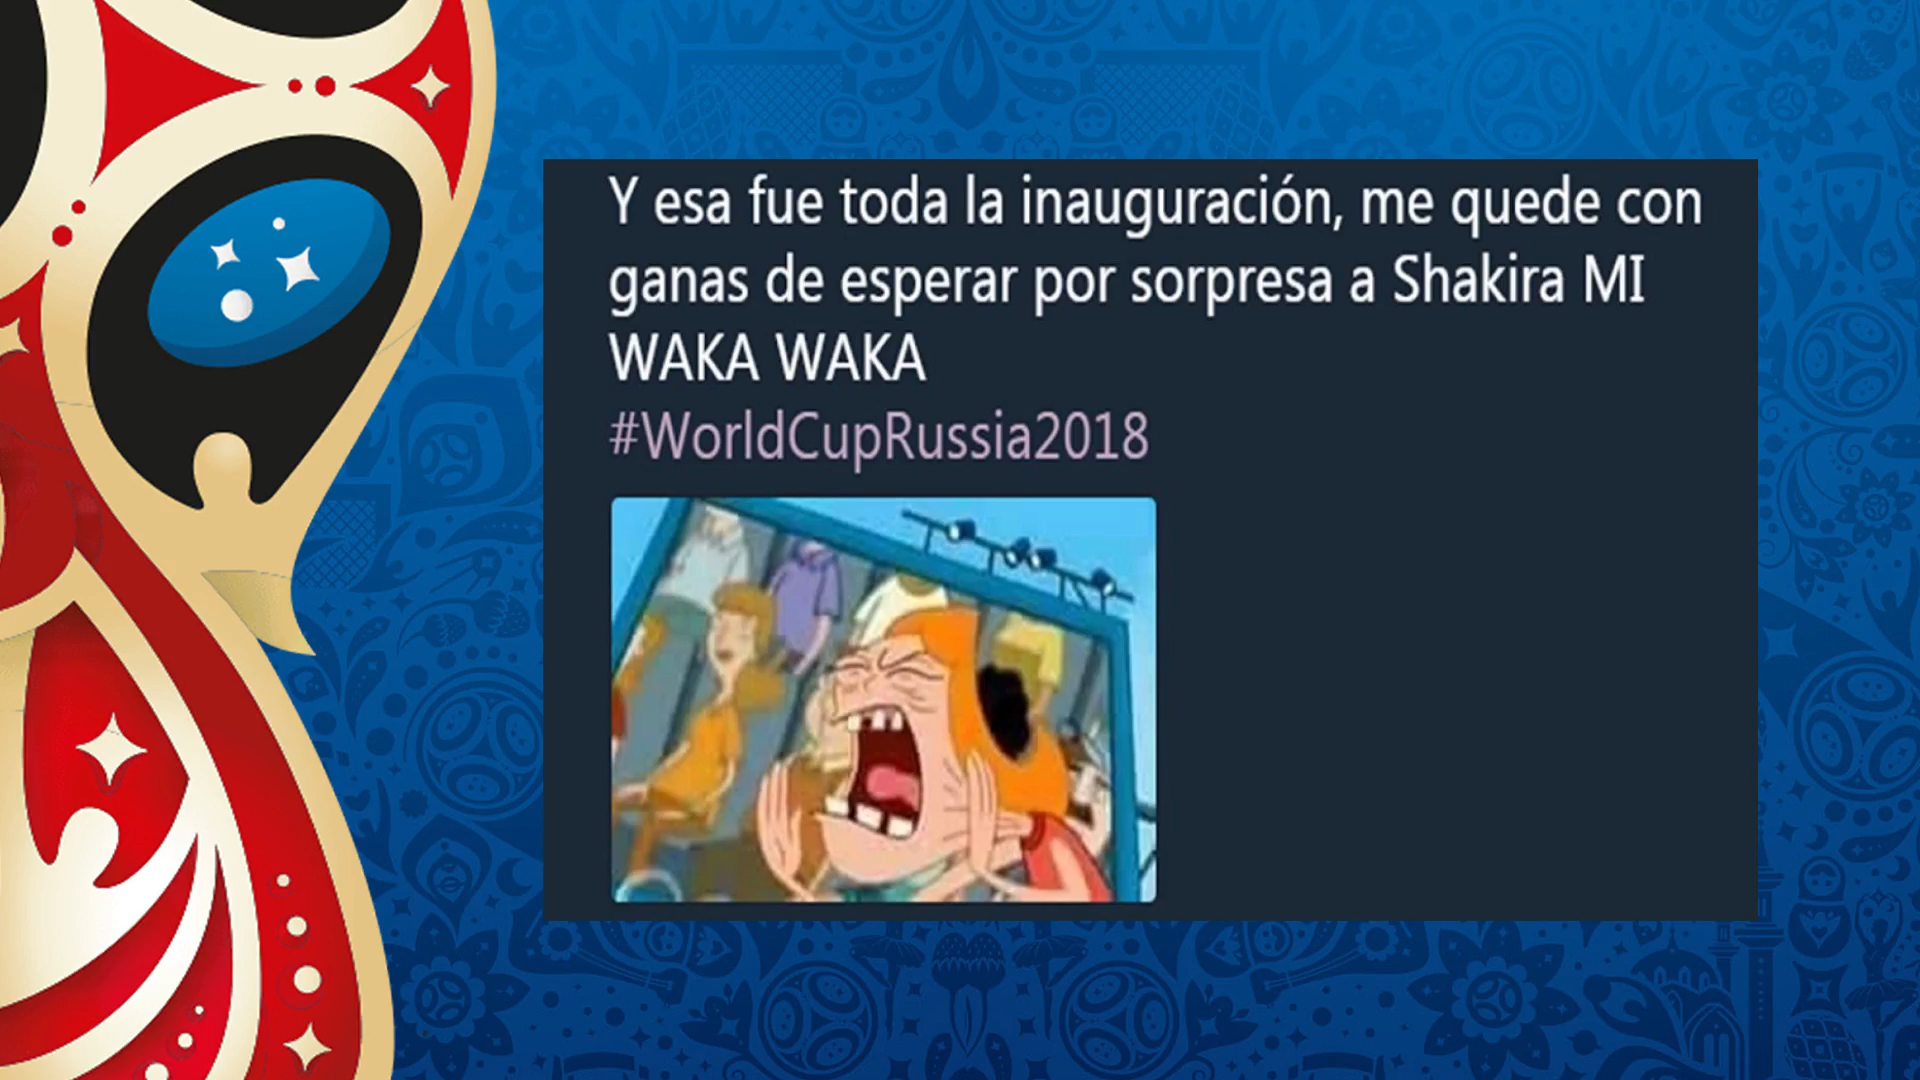 Y esa fue toda la inauguración, me quede con
ganas de esperar por sorpresa a Shakira MI
WAKA WAKA
#WorldCupRussia2018